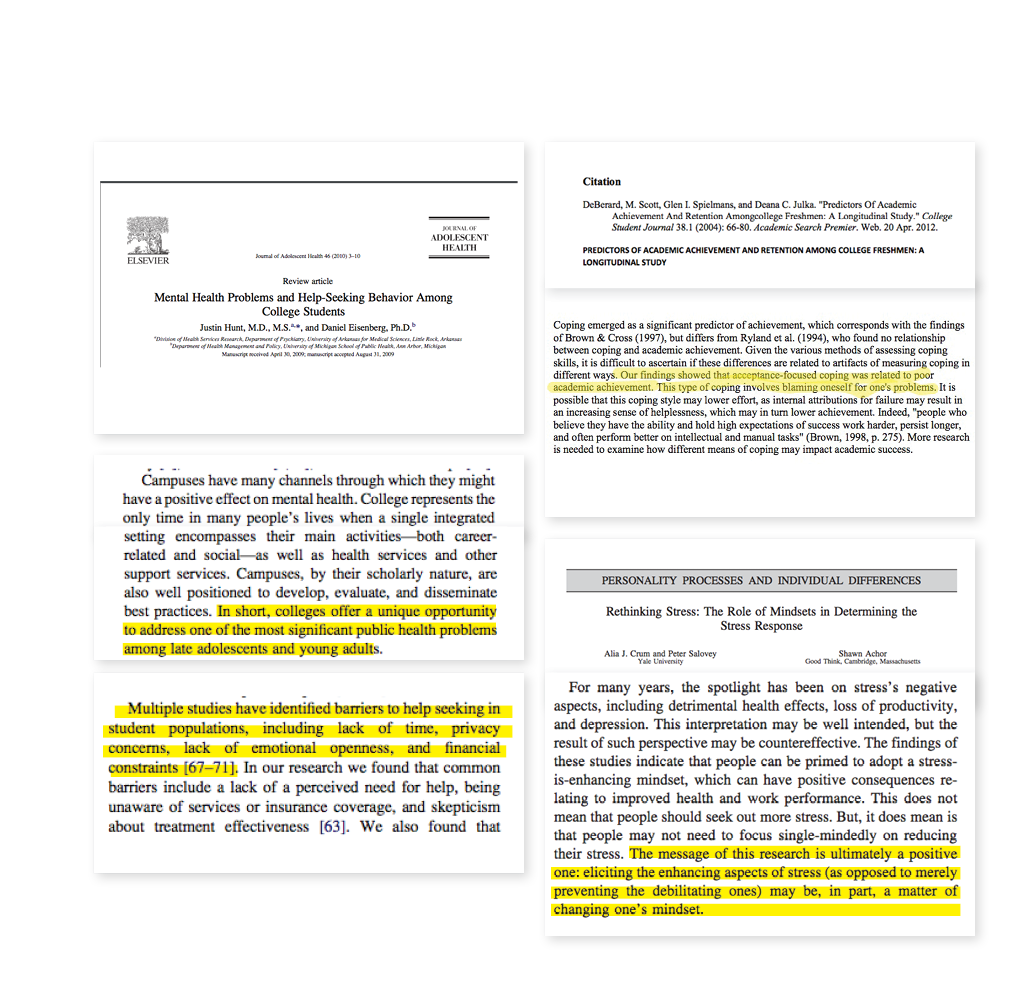 ELSEVIER
Journal of Adolescent Health 46 (2010) 3–10
JOURNAL OF
ADOLESCENT
HEALTH
Review article
Mental Health Problems and Help-Seeking Behavior Among
College Students
Justin Hunt, M.D., M.S.a,*, and Daniel Eisenberg, Ph.D.b
aDivision of Health Services Research, Department of Psychiatry, University of Arkansas for Medical Sciences, Little Rock, Arkansas
bDepartment of Health Management and Policy, University of Michigan School of Public Health, Ann Arbor, Michigan
Manuscript received April 30, 2009; manuscript accepted August 31, 2009
Campuses have many channels through which they might
have a positive effect on mental health. College represents the
only time in many people's lives when a single integrated
setting encompasses their main activities—both career-
related and social—as well as health services and other
support services. Campuses, by their scholarly nature, are
also well positioned to develop, evaluate, and disseminate
best practices. In short, colleges offer a unique opportunity
to address one of the most significant public health problems
among late adolescents and young adults.
Multiple studies have identified barriers to help seeking in
student populations, including lack of time, privacy
concerns, lack of emotional openness, and financial
constraints [67–71]. In our research we found that common
barriers include a lack of a perceived need for help, being
unaware of services or insurance coverage, and skepticism
about treatment effectiveness [63]. We also found that
Citation
DeBerard, M. Scott, Glen I. Spielmans, and Deana C. Julka. "Predictors Of Academic
Achievement And Retention Amongcollege Freshmen: A Longitudinal Study." College
Student Journal 38.1 (2004): 66-80. Academic Search Premier. Web. 20 Apr. 2012.
PREDICTORS OF ACADEMIC ACHIEVEMENT AND RETENTION AMONG COLLEGE FRESHMEN: A
LONGITUDINAL STUDY
Coping emerged as a significant predictor of achievement, which corresponds with the findings
of Brown & Cross (1997), but differs from Ryland et al. (1994), who found no relationship
between coping and academic achievement. Given the various methods of assessing coping
skills, it is difficult to ascertain if these differences are related to artifacts of measuring coping in
different ways. Our findings showed that acceptance-focused coping was related to poor
academic achievement. This type of coping involves blaming oneself for one's problems. It is
possible that this coping style may lower effort, as internal attributions for failure may result in
an increasing sense of helplessness, which may in turn lower achievement. Indeed, "people who
believe they have the ability and hold high expectations of success work harder, persist longer,
and often perform better on intellectual and manual tasks" (Brown, 1998, p. 275). More research
is needed to examine how different means of coping may impact academic success.
PERSONALITY PROCESSES AND INDIVIDUAL DIFFERENCES
Rethinking Stress: The Role of Mindsets in Determining the
Stress Response
Alia J. Crum and Peter Salovey
Yale University
Shawn Achor
Good Think, Cambridge, Massachusetts
For many years, the spotlight has been on stress's negative
aspects, including detrimental health effects, loss of productivity,
and depression. This interpretation may be well intended, but the
result of such perspective may be countereffective. The findings of
these studies indicate that people can be primed to adopt a stress-
is-enhancing mindset, which can have positive consequences re-
lating to improved health and work performance. This does not
mean that people should seek out more stress. But, it does mean is
that people may not need to focus single-mindedly on reducing
their stress. The message of this research is ultimately a positive
one: eliciting the enhancing aspects of stress (as opposed to merely
preventing the debilitating ones) may be, in part, a matter of
changing one's mindset.